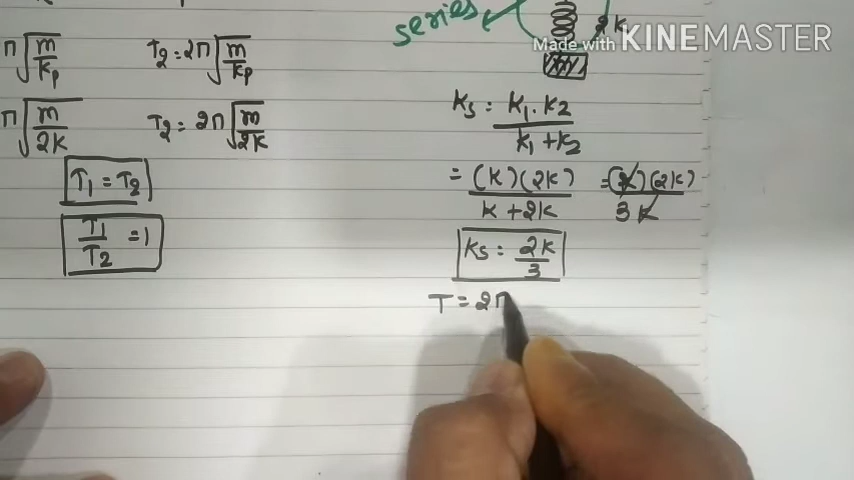 series
2K
Made with KINEMASTER
π√m/Kp T2 = 2π√m/Kp
π√m/2K T2 = 2π√m/2K
T1 = T2
T1/T2 = 1
Ks = K1 . K2 / K1 + K2
= (K)(2K) / K + 2K = (K)(2K) / 3K
Ks = 2K/3
T = 2π